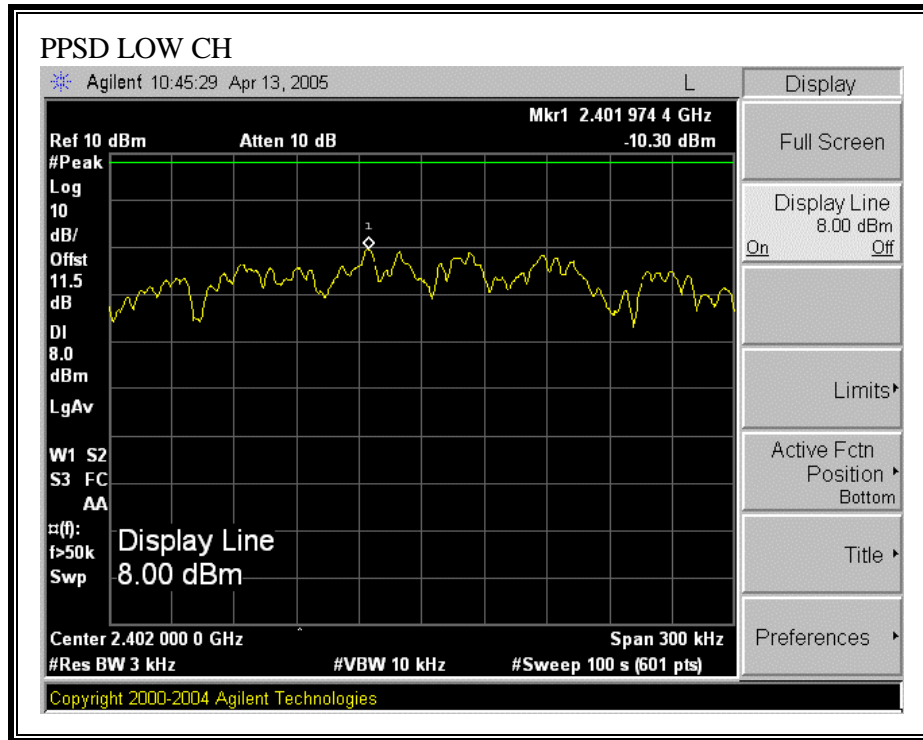 PPSD LOW CH
Agilent 10:45:29 Apr 13, 2005 L
Display
Mkr1 2.401 974 4 GHz
Ref 10 dBm Atten 10 dB -10.30 dBm
#Peak
Log
10
dB/
Offst
11.5
dB
DI
8.0
dBm
LgAv
W1 S2
S3 FC
AA
¤(f):
f>50k
Swp
1
Display Line
8.00 dBm
Center 2.402 000 0 GHz Span 300 kHz
#Res BW 3 kHz #VBW 10 kHz #Sweep 100 s (601 pts)
Copyright 2000-2004 Agilent Technologies
Full Screen
Display Line
8.00 dBm
On Off
Limits
Active Fctn
Position
Bottom
Title
Preferences